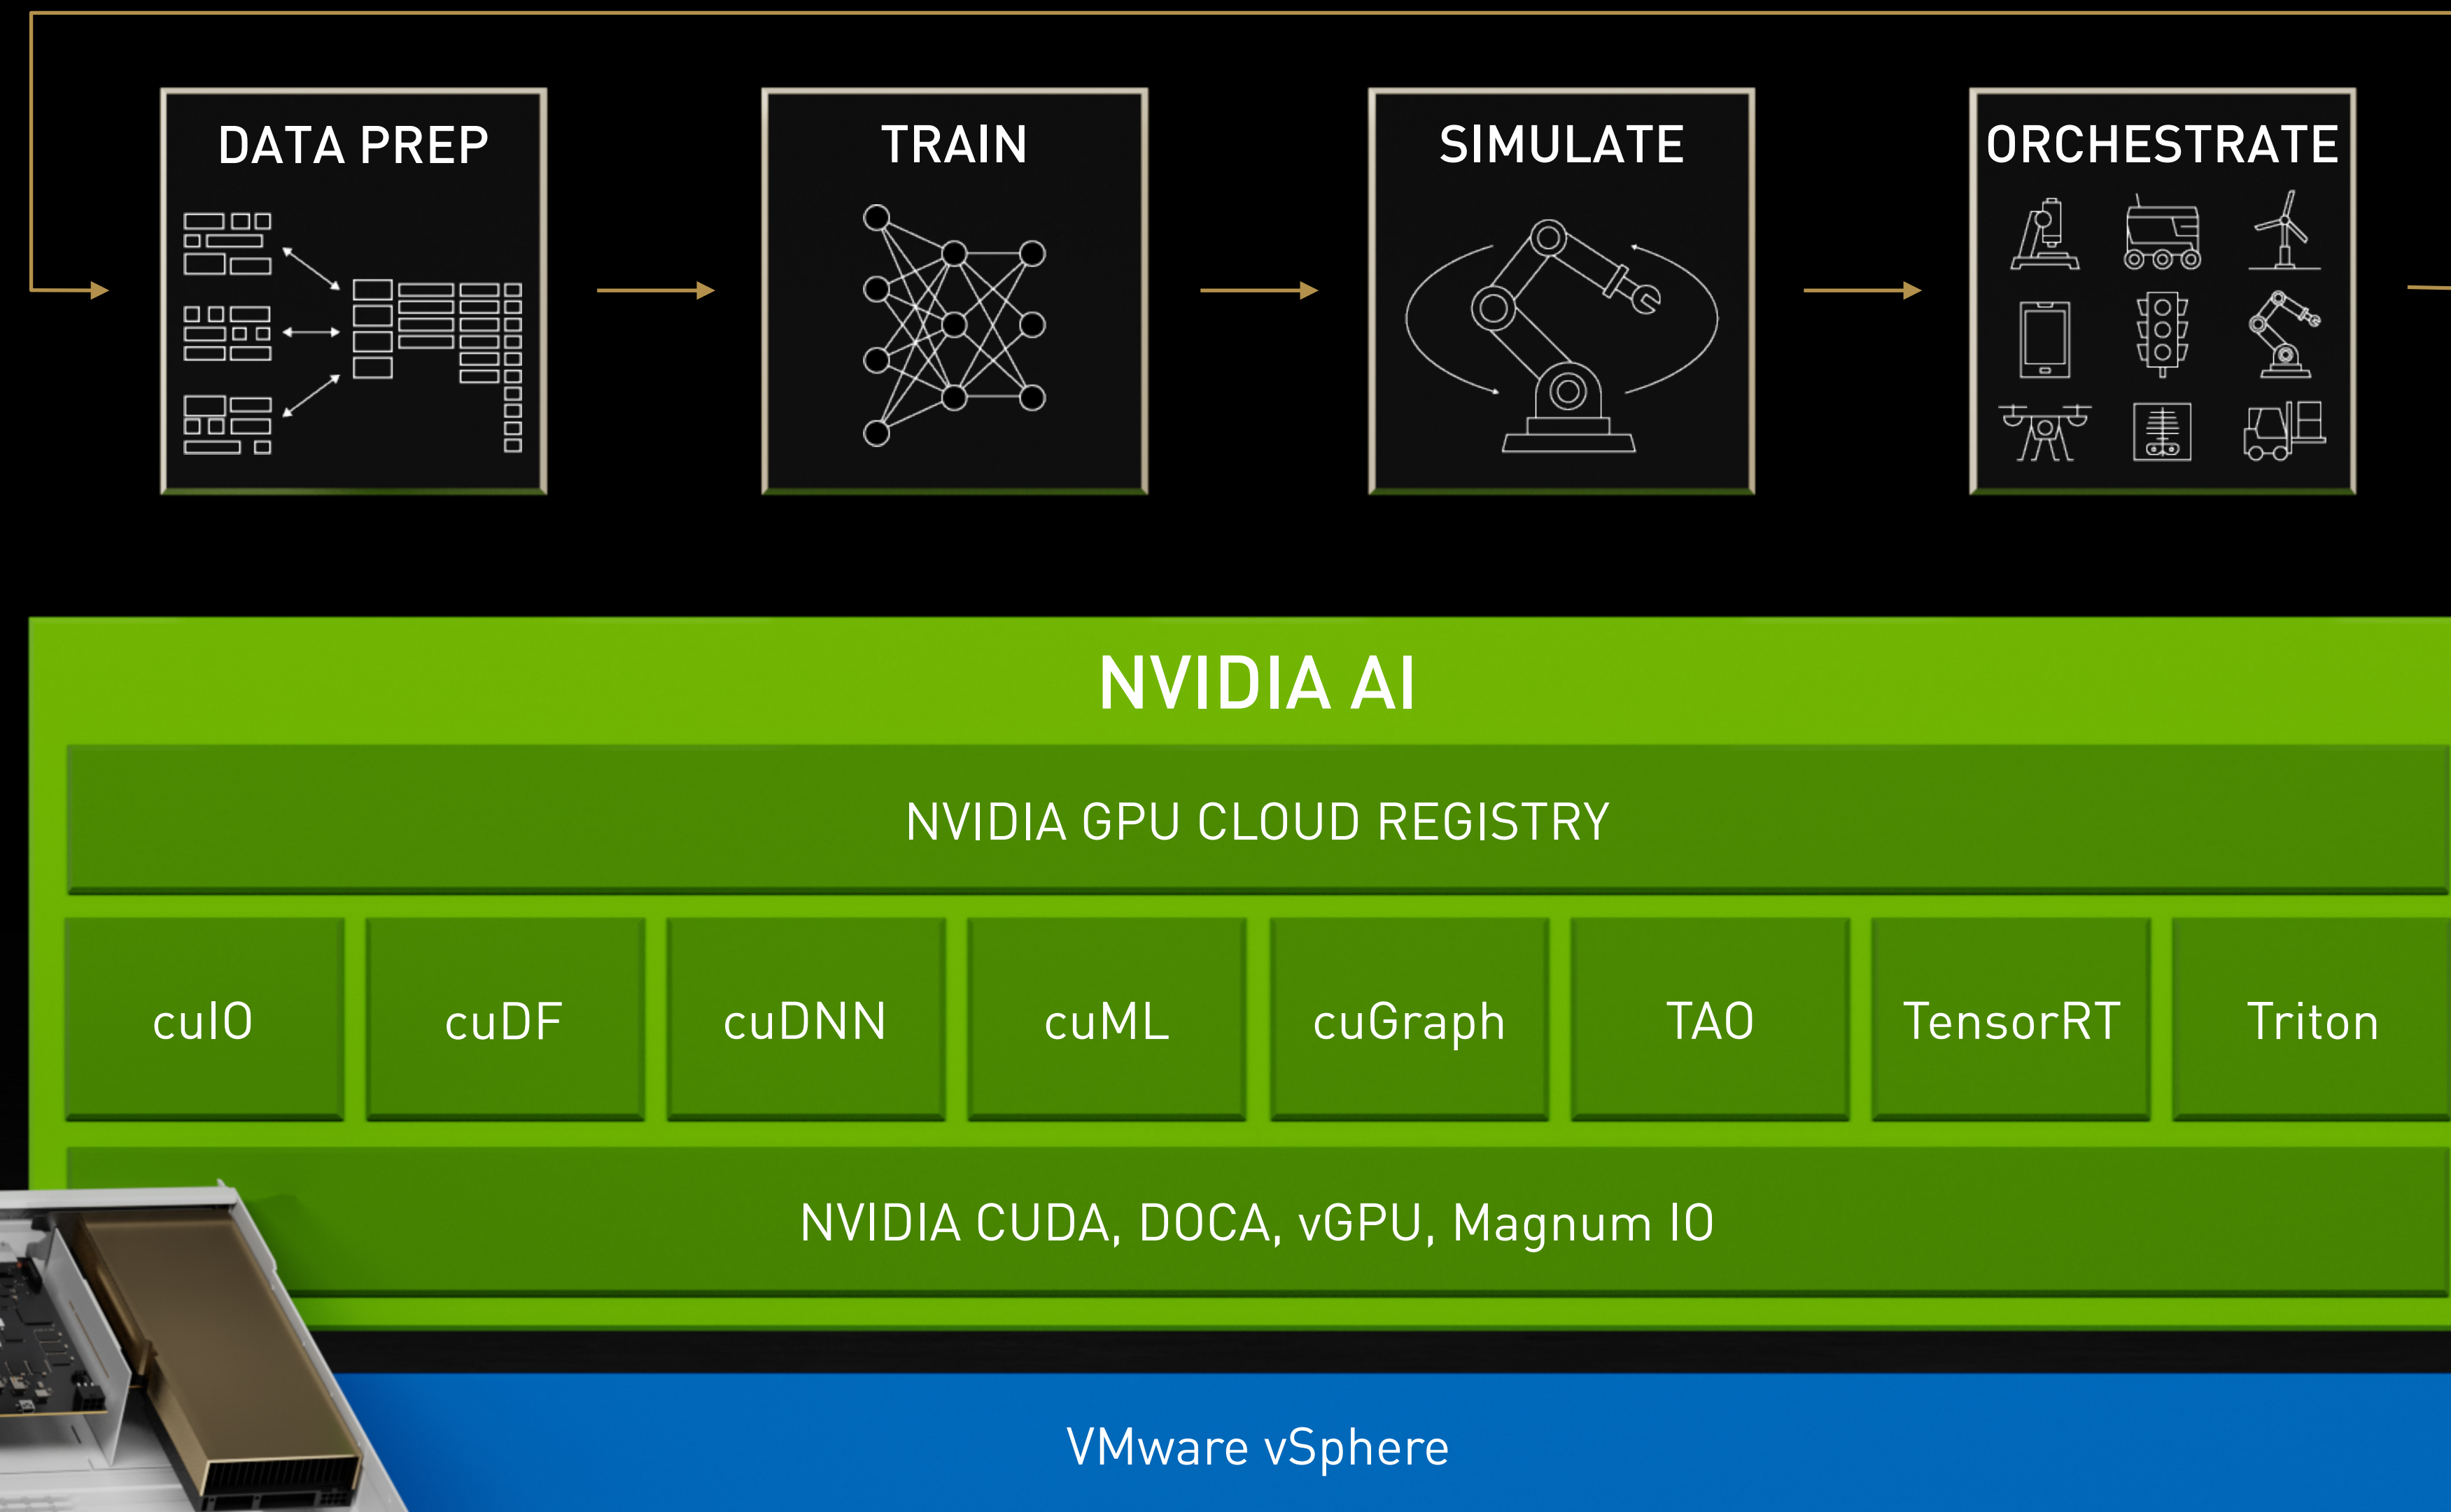 DATA PREP
TRAIN
SIMULATE
ORCHESTRATE
NVIDIA AI
NVIDIA GPU CLOUD REGISTRY
cuIO
cuDF
cuDNN
cuML
cuGraph
TAO
TensorRT
Triton
NVIDIA CUDA, DOCA, vGPU, Magnum IO
VMware vSphere